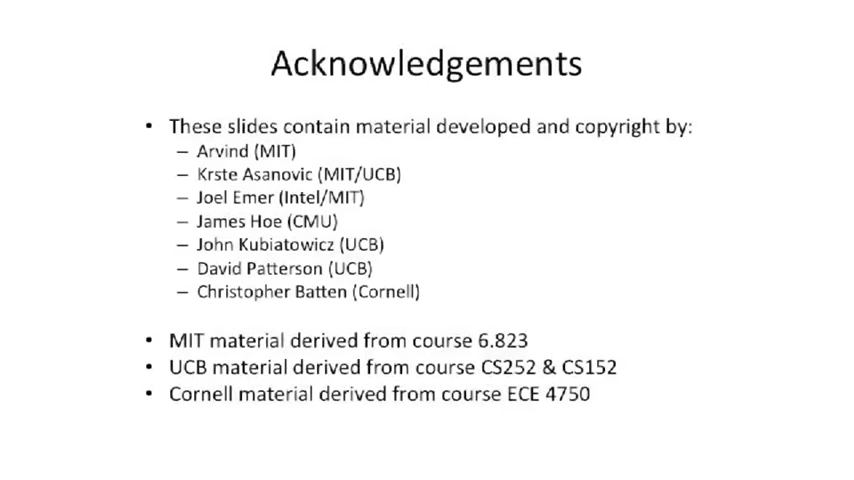 Acknowledgements
• These slides contain material developed and copyright by:
– Arvind (MIT)
– Krste Asanovic (MIT/UCB)
– Joel Emer (Intel/MIT)
– James Hoe (CMU)
– John Kubiatowicz (UCB)
– David Patterson (UCB)
– Christopher Batten (Cornell)
• MIT material derived from course 6.823
• UCB material derived from course CS252 & CS152
• Cornell material derived from course ECE 4750